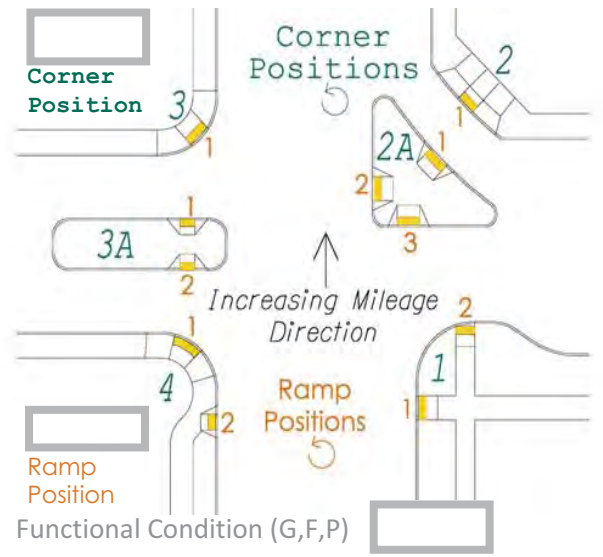 Corner
Position
3
1
Corner
Positions
2
1
2A
1
2
3
3A
1
2
Increasing Mileage
Direction
1
4
2
Ramp
Positions
2
1
1
Ramp
Position
Functional Condition (G,F,P)